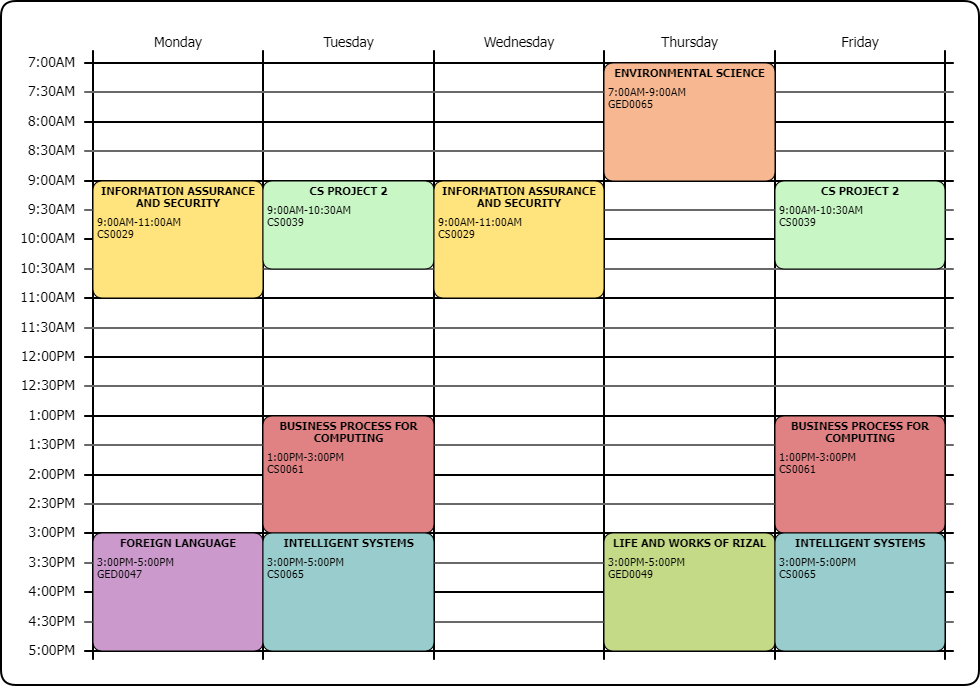 Monday Tuesday Wednesday Thursday Friday
7:00AM
7:30AM
8:00AM
8:30AM
9:00AM
9:30AM
10:00AM
10:30AM
11:00AM
11:30AM
12:00PM
12:30PM
1:00PM
1:30PM
2:00PM
2:30PM
3:00PM
3:30PM
4:00PM
4:30PM
5:00PM
INFORMATION ASSURANCE
AND SECURITY
9:00AM-11:00AM
CS0029
FOREIGN LANGUAGE
3:00PM-5:00PM
GED0047
CS PROJECT 2
9:00AM-10:30AM
CS0039
BUSINESS PROCESS FOR
COMPUTING
1:00PM-3:00PM
CS0061
INTELLIGENT SYSTEMS
3:00PM-5:00PM
CS0065
INFORMATION ASSURANCE
AND SECURITY
9:00AM-11:00AM
CS0029
ENVIRONMENTAL SCIENCE
7:00AM-9:00AM
GED0065
LIFE AND WORKS OF RIZAL
3:00PM-5:00PM
GED0049
CS PROJECT 2
9:00AM-10:30AM
CS0039
BUSINESS PROCESS FOR
COMPUTING
1:00PM-3:00PM
CS0061
INTELLIGENT SYSTEMS
3:00PM-5:00PM
CS0065